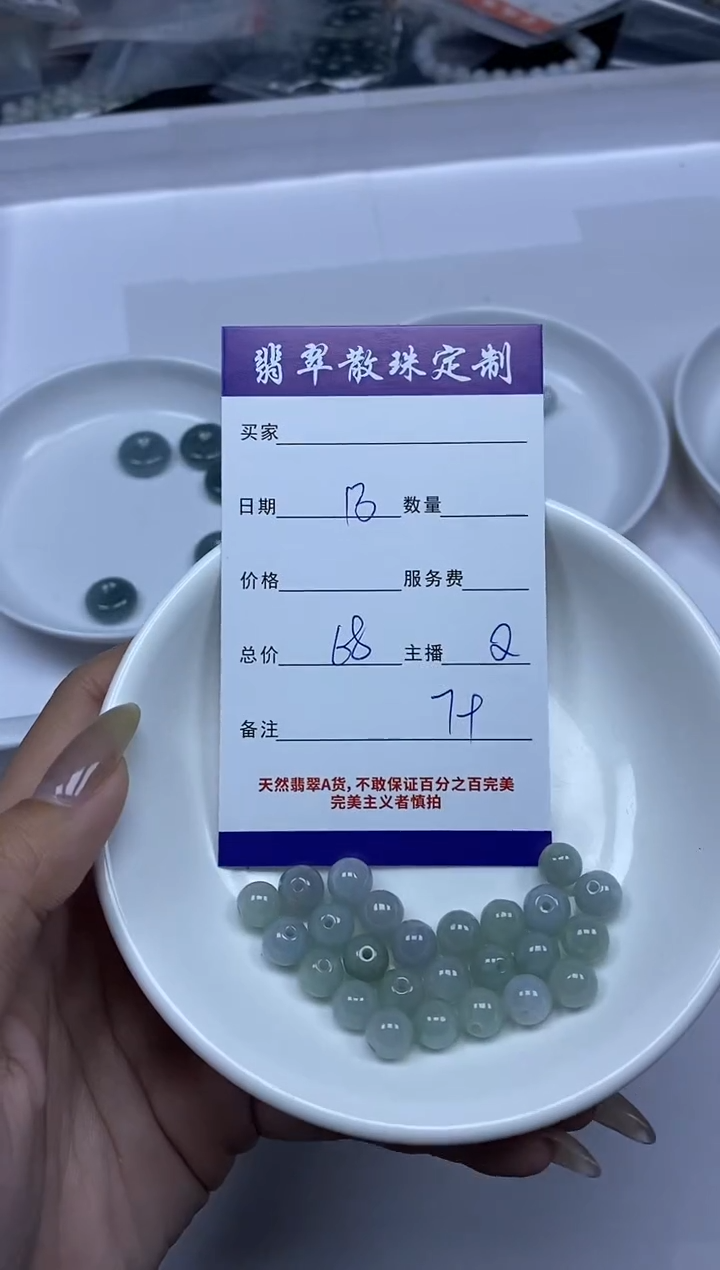 翡翠散珠定制
买家
日期 13 数量
价格 服务费
总价 68 主播 Q
备注 7+
天然翡翠A货,不敢保证百分之百完美
完美主义者慎拍